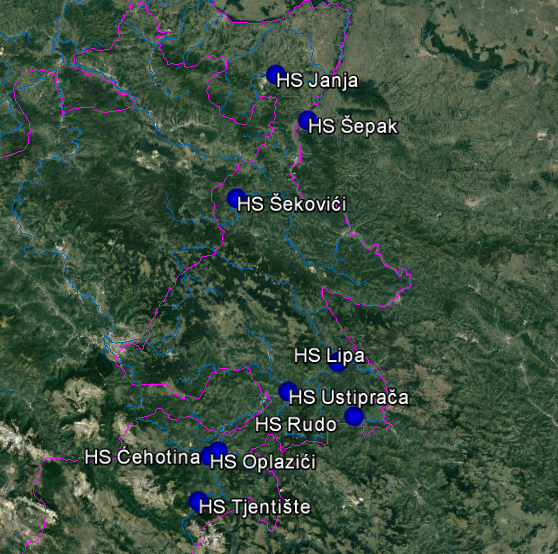 HS Janja
HS Šepak
HS Šekovići
HS Lipa
HS Ustiprača
HS Rudo
HS Ćehotina
HS Oplazići
HS Tjentište